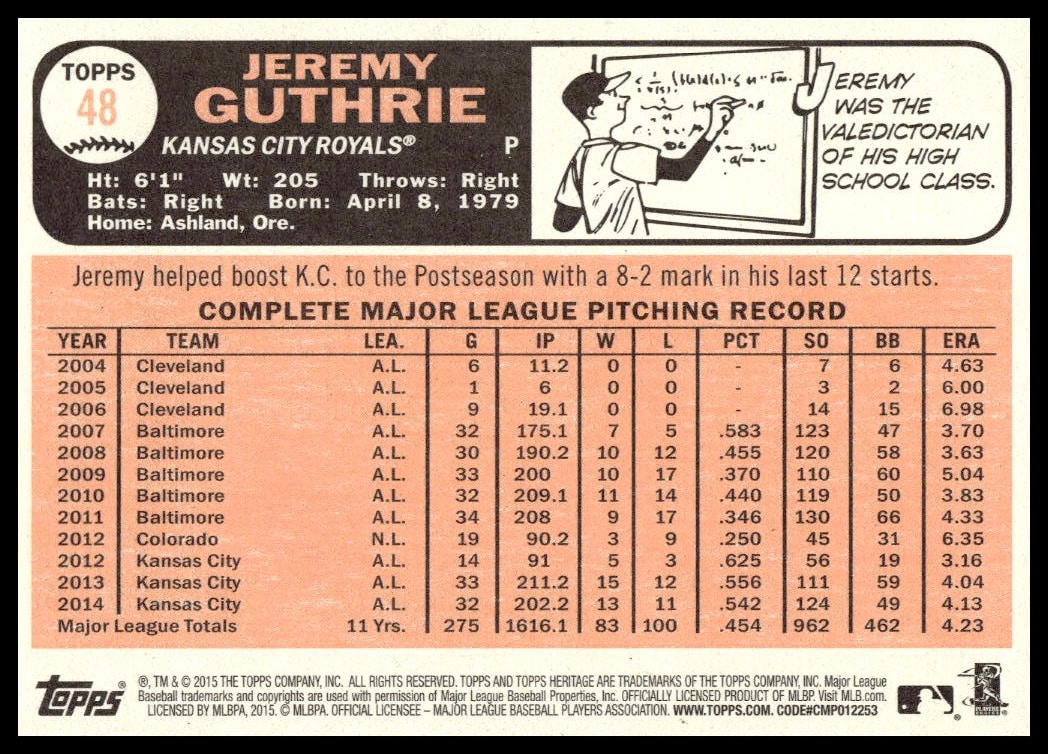 TOPPS
48
JEREMY
GUTHRIE
KANSAS CITY ROYALS® P
Ht: 6'1" Wt: 205 Throws: Right
Bats: Right Born: April 8, 1979
Home: Ashland, Ore.
JEREMY
WAS THE
VALEDICTORIAN
OF HIS HIGH
SCHOOL CLASS.
Jeremy helped boost K.C. to the Postseason with a 8-2 mark in his last 12 starts.
COMPLETE MAJOR LEAGUE PITCHING RECORD
YEAR TEAM LEA. G IP W L PCT SO BB ERA
2004 Cleveland A.L. 6 11.2 0 0 - 7 6 4.63
2005 Cleveland A.L. 1 6 0 0 - 3 2 6.00
2006 Cleveland A.L. 9 19.1 0 0 - 14 15 6.98
2007 Baltimore A.L. 32 175.1 7 5 .583 123 47 3.70
2008 Baltimore A.L. 30 190.2 10 12 .455 120 58 3.63
2009 Baltimore A.L. 33 200 10 17 .370 110 60 5.04
2010 Baltimore A.L. 32 209.1 11 14 .440 119 50 3.83
2011 Baltimore A.L. 34 208 9 17 .346 130 66 4.33
2012 Colorado N.L. 19 90.2 3 9 .250 45 31 6.35
2012 Kansas City A.L. 14 91 5 3 .625 56 19 3.16
2013 Kansas City A.L. 33 211.2 15 12 .556 111 59 4.04
2014 Kansas City A.L. 32 202.2 13 11 .542 124 49 4.13
Major League Totals 11 Yrs. 275 1616.1 83 100 .454 962 462 4.23
Topps®
®, TM & © 2015 THE TOPPS COMPANY, INC. ALL RIGHTS RESERVED. TOPPS AND TOPPS HERITAGE ARE TRADEMARKS OF THE TOPPS COMPANY, INC. Major League
Baseball trademarks and copyrights are used with permission of Major League Baseball Properties, Inc. OFFICIALLY LICENSED PRODUCT OF MLBP. Visit MLB.com.
LICENSED BY MLBPA, 2015. © MLBPA. OFFICIAL LICENSEE – MAJOR LEAGUE BASEBALL PLAYERS ASSOCIATION. WWW.TOPPS.COM. CODE#CMP012253